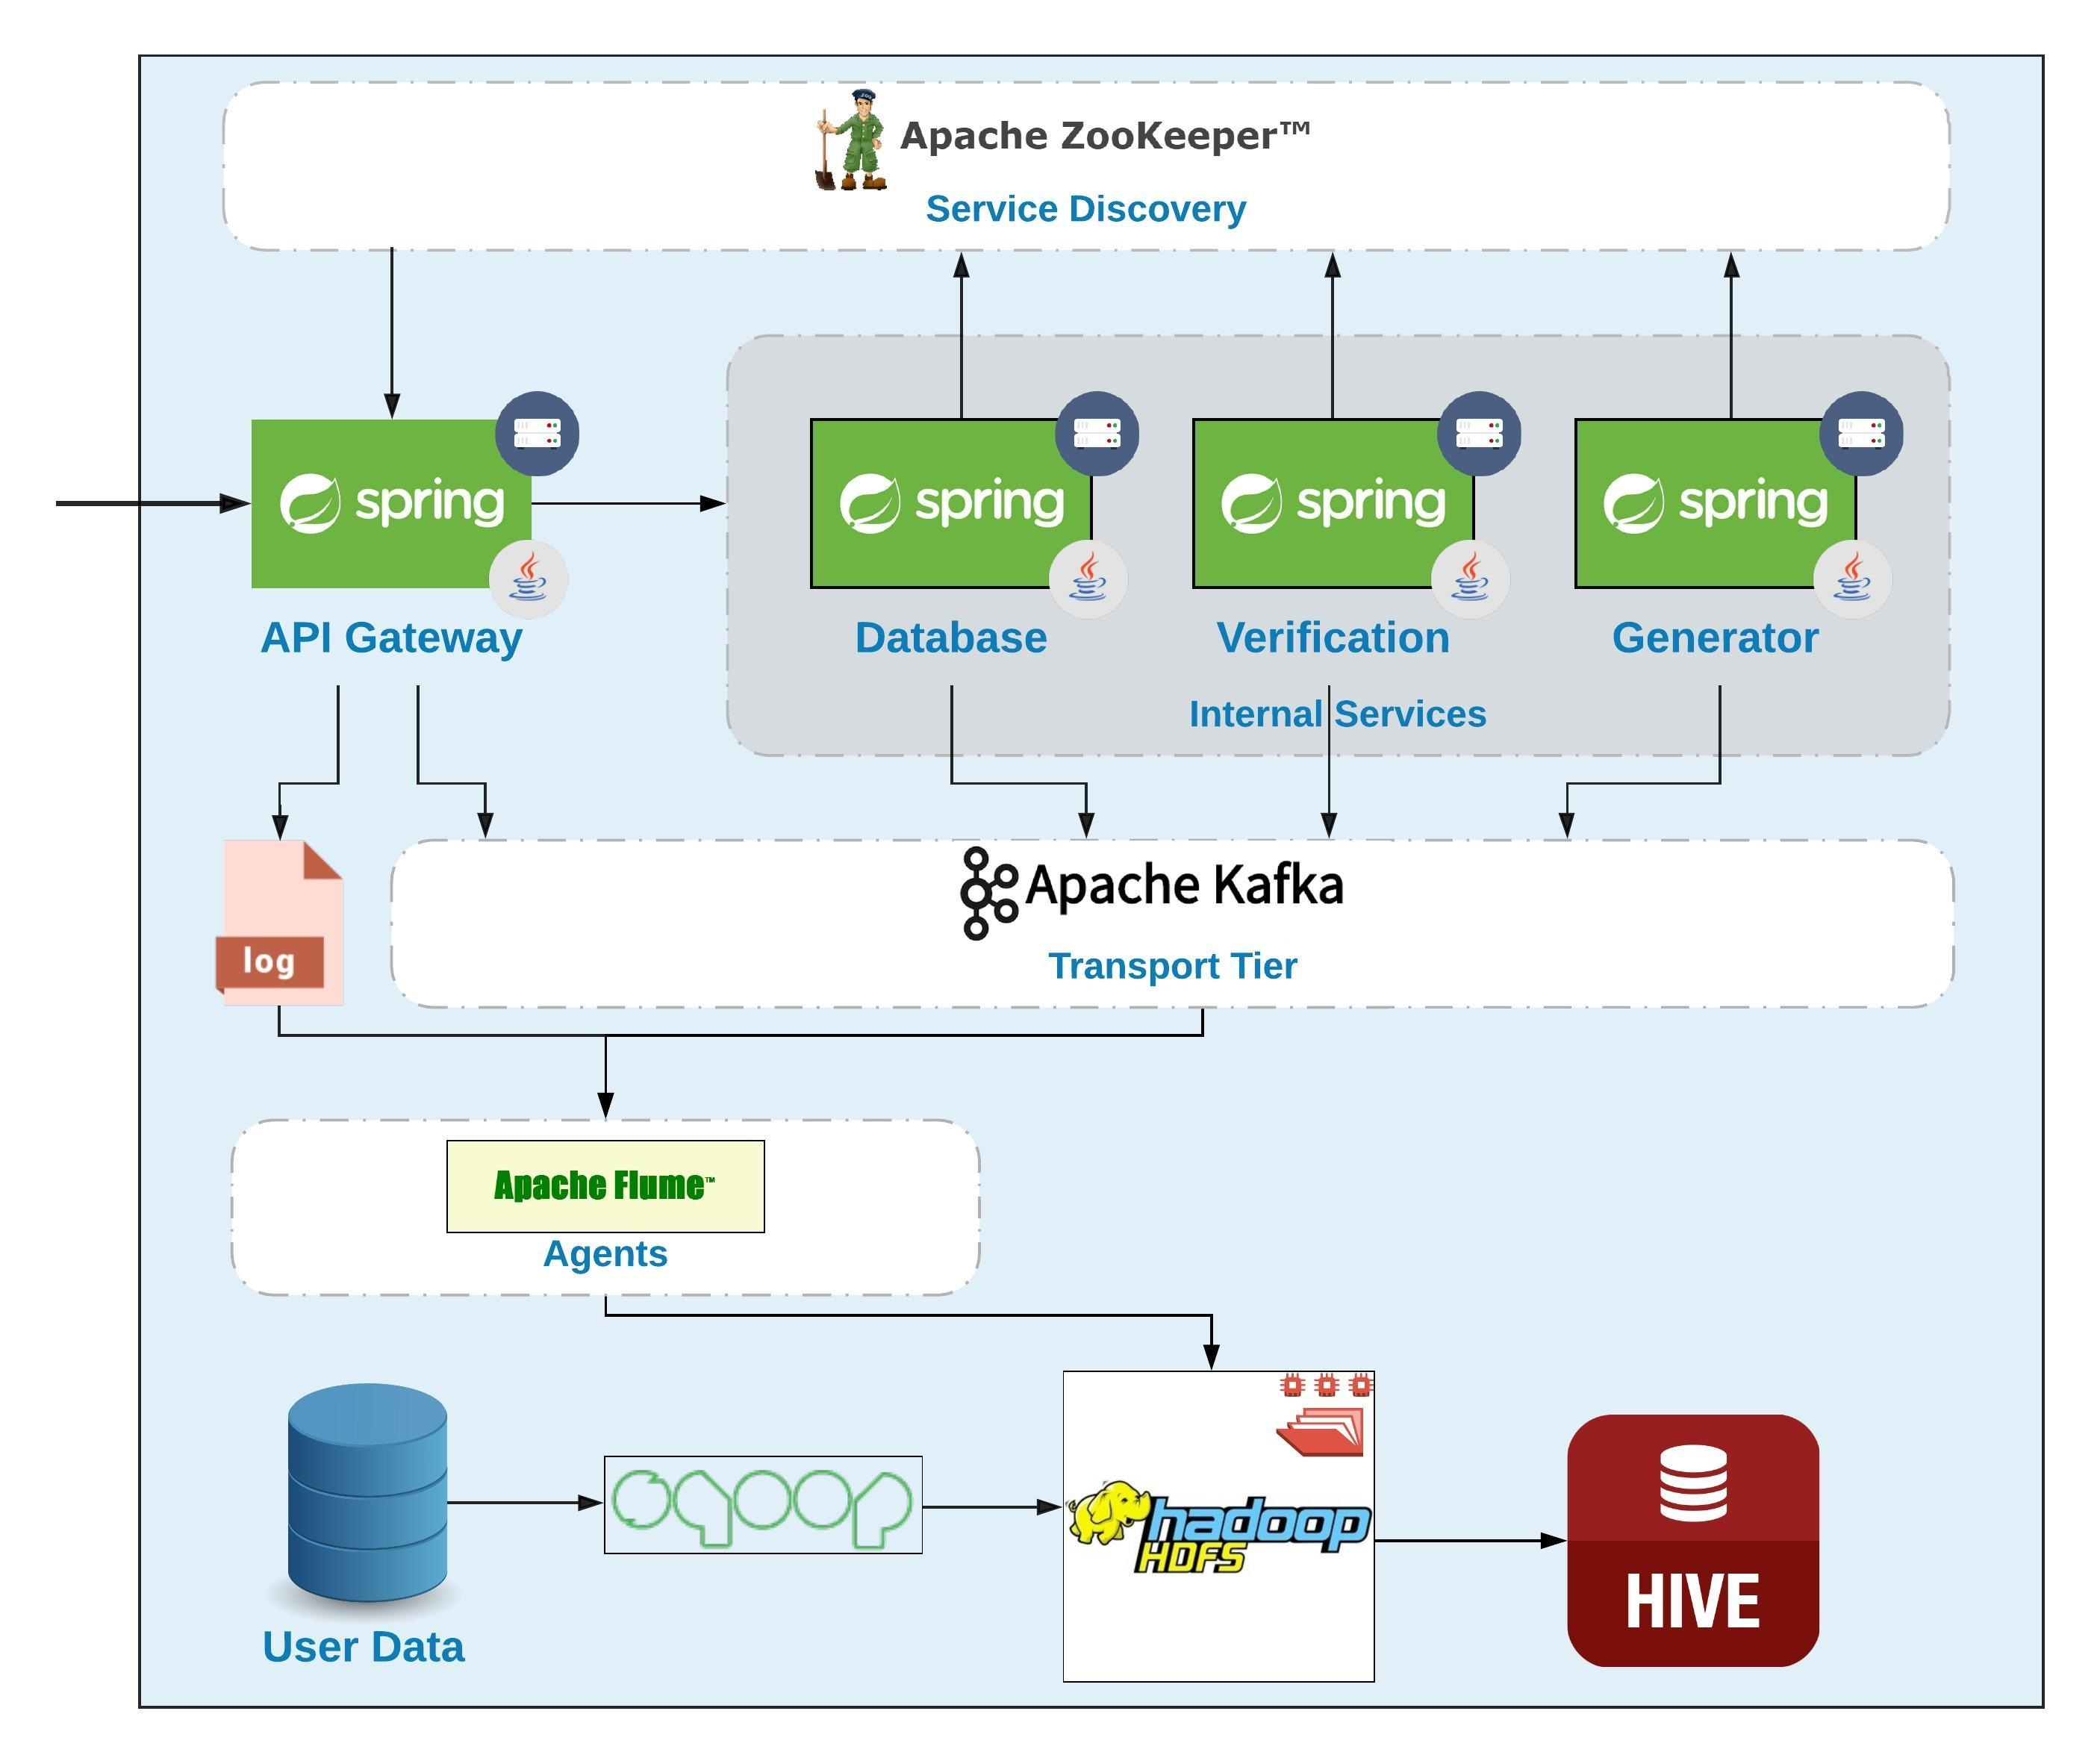 Apache ZooKeeper™
Service Discovery
spring
spring
spring
spring
API Gateway
Database
Verification
Generator
Internal Services
log
Apache Kafka
Transport Tier
Apache Flume™
Agents
sqoop
hadoop
HDFS
HIVE
User Data